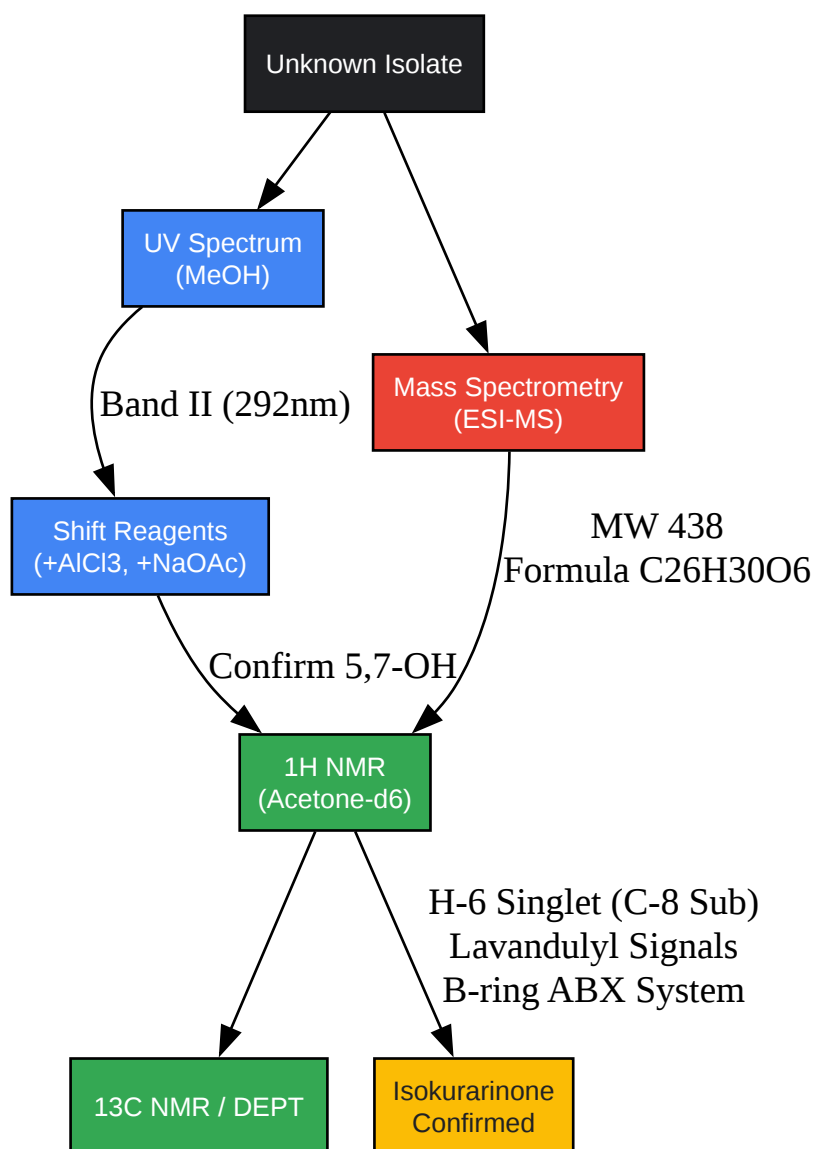 Unknown Isolate
UV Spectrum
(MeOH)
Mass Spectrometry
(ESI-MS)
Band II (292nm)
Shift Reagents
(+AlCl3, +NaOAc)
MW 438
Formula C26H30O6
Confirm 5,7-OH
1H NMR
(Acetone-d6)
H-6 Singlet (C-8 Sub)
Lavandulyl Signals
B-ring ABX System
13C NMR / DEPT
Isokurarinone
Confirmed